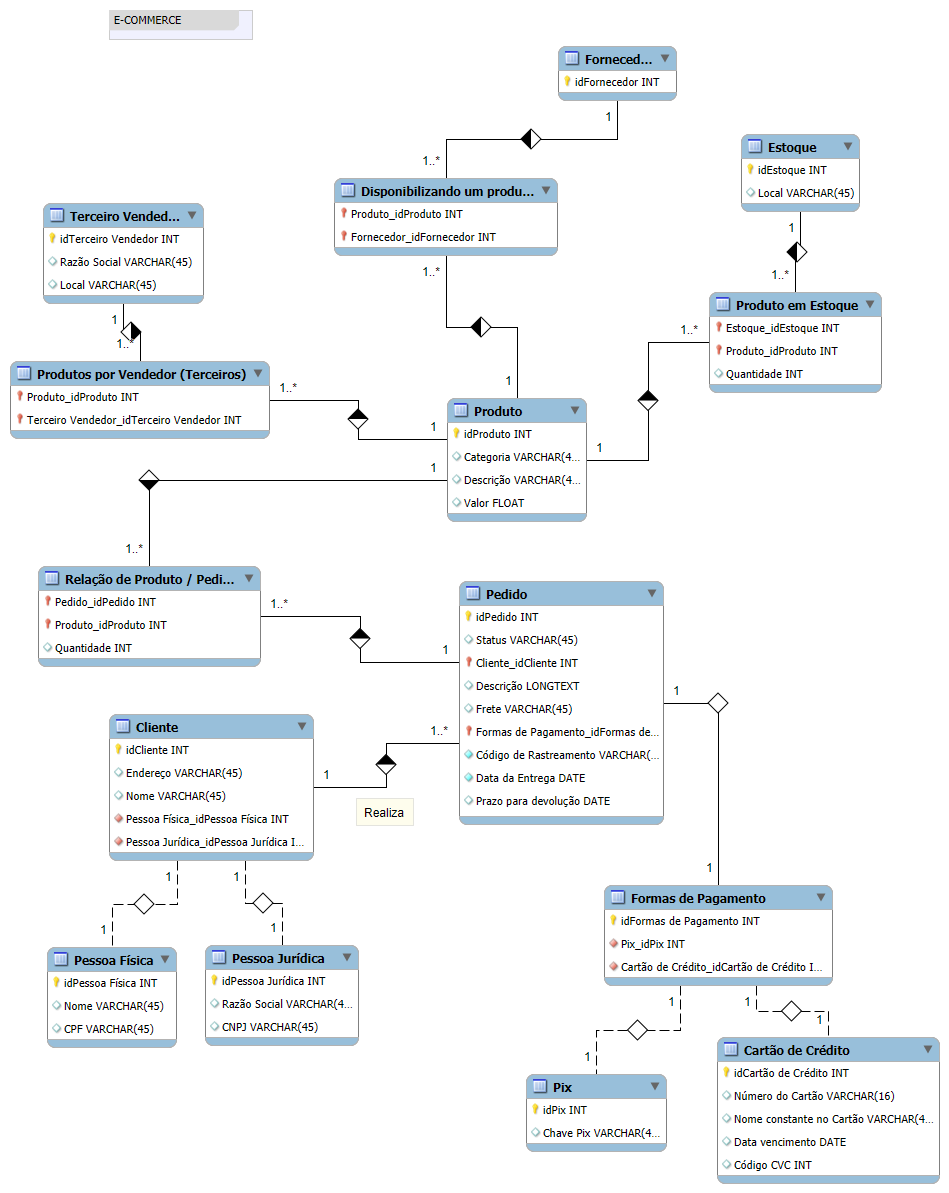 E-COMMERCE
Forneced...
idFornecedor INT
1
1..*
Estoque
idEstoque INT
Local VARCHAR(45)
1
1..*
Disponibilizando um produ...
Produto_idProduto INT
Fornecedor_idFornecedor INT
1..*
1
Terceiro Vended...
idTerceiro Vendedor INT
Razão Social VARCHAR(45)
Local VARCHAR(45)
1
1..*
Produto em Estoque
Estoque_idEstoque INT
Produto_idProduto INT
Quantidade INT
1..*
1
Produtos por Vendedor (Terceiros)
Produto_idProduto INT
Terceiro Vendedor_idTerceiro Vendedor INT
1..*
1
Produto
idProduto INT
Categoria VARCHAR(4...
Descrição VARCHAR(4...
Valor FLOAT
1
1..*
Relação de Produto / Pedi...
Pedido_idPedido INT
Produto_idProduto INT
Quantidade INT
1..*
1
Pedido
idPedido INT
Status VARCHAR(45)
Cliente_idCliente INT
Descrição LONGTEXT
Frete VARCHAR(45)
Formas de Pagamento_idFormas de...
Código de Rastreamento VARCHAR(...
Data da Entrega DATE
Prazo para devolução DATE
1
1
Cliente
idCliente INT
Endereço VARCHAR(45)
Nome VARCHAR(45)
Pessoa Física_idPessoa Física INT
Pessoa Jurídica_idPessoa Jurídica I...
1..*
1
Realiza
1
1
1
1
Pessoa Física
idPessoa Física INT
Nome VARCHAR(45)
CPF VARCHAR(45)
Pessoa Jurídica
idPessoa Jurídica INT
Razão Social VARCHAR(4...
CNPJ VARCHAR(45)
Formas de Pagamento
idFormas de Pagamento INT
Pix_idPix INT
Cartão de Crédito_idCartão de Crédito I...
1
1
1
1
Pix
idPix INT
Chave Pix VARCHAR(4...
Cartão de Crédito
idCartão de Crédito INT
Número do Cartão VARCHAR(16)
Nome constante no Cartão VARCHAR(4...
Data vencimento DATE
Código CVC INT